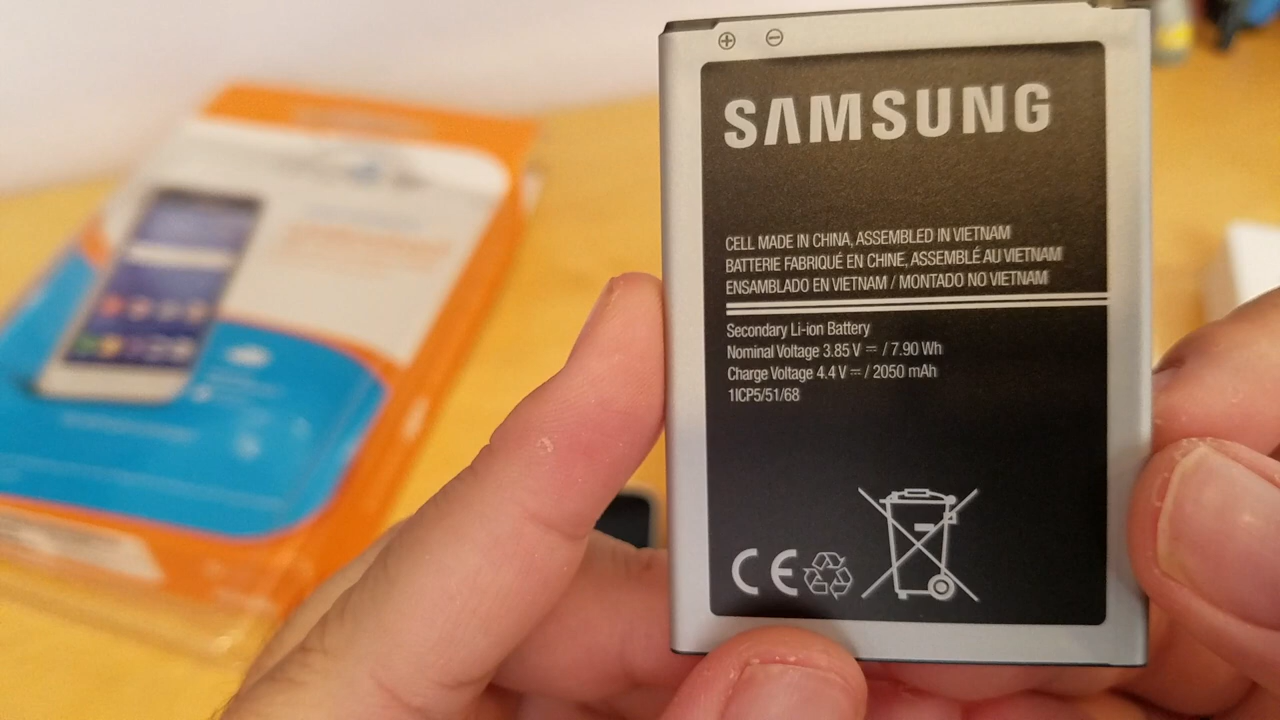 SAMSUNG
CELL MADE IN CHINA, ASSEMBLED IN VIETNAM
BATTERIE FABRIQUÉ EN CHINE, ASSEMBLÉ AU VIETNAM
ENSAMBLADO EN VIETNAM / MONTADO NO VIETNAM
Secondary Li-ion Battery
Nominal Voltage 3.85 V ⎓ / 7.90 Wh
Charge Voltage 4.4 V ⎓ / 2050 mAh
1ICP5/51/68
CE